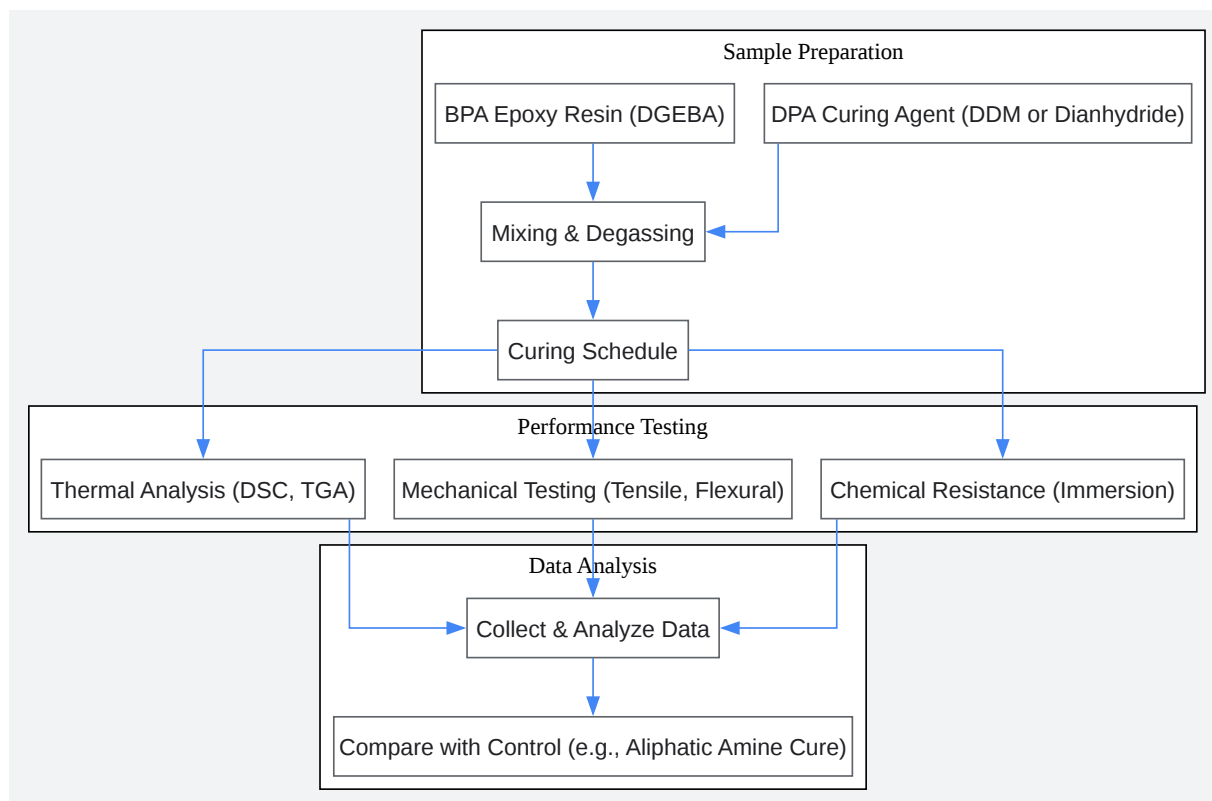 Sample Preparation
BPA Epoxy Resin (DGEBA)
DPA Curing Agent (DDM or Dianhydride)
Mixing & Degassing
Curing Schedule
Performance Testing
Thermal Analysis (DSC, TGA)
Mechanical Testing (Tensile, Flexural)
Chemical Resistance (Immersion)
Data Analysis
Collect & Analyze Data
Compare with Control (e.g., Aliphatic Amine Cure)